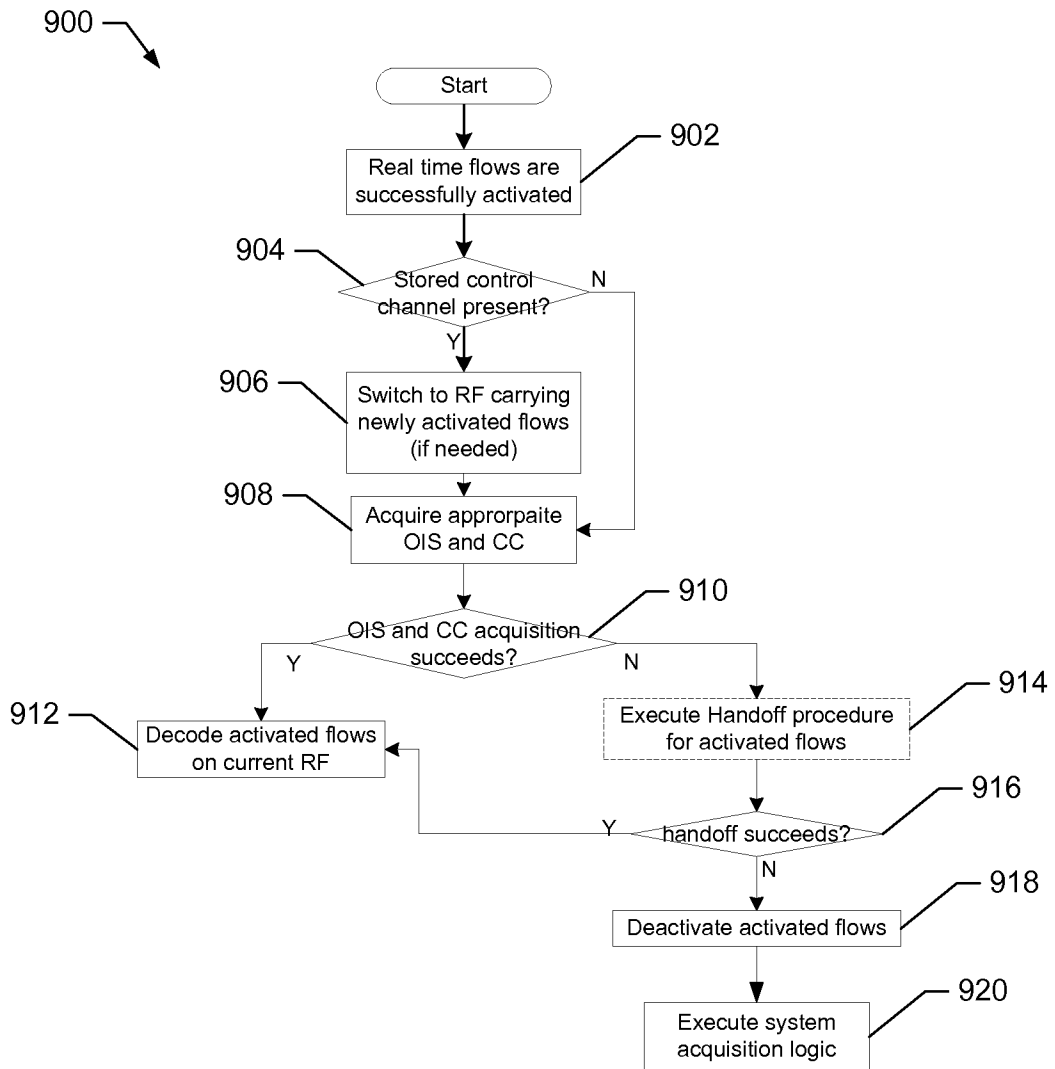 900
Start
902
Real time flows are
successfully activated
904
Stored control
channel present?
N
Y
906
Switch to RF carrying
newly activated flows
(if needed)
908
Acquire approrpaite
OIS and CC
910
OIS and CC acquisition
succeeds?
Y
N
912
Decode activated flows
on current RF
914
Execute Handoff procedure
for activated flows
916
handoff succeeds?
Y
N
918
Deactivate activated flows
920
Execute system
acquisition logic